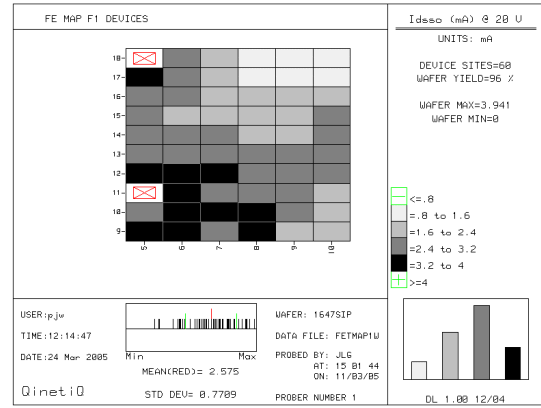 FE MAP F1 DEVICES
Idsso (mA) @ 20 V
UNITS: mA
DEVICE SITES=60
WAFER YIELD=96 %
WAFER MAX=3.941
WAFER MIN=0
18-
17-
16-
15-
14-
13-
12-
11-
10-
9-
5
6
7
8
9
10
<=.8
=.8 to 1.6
=1.6 to 2.4
=2.4 to 3.2
=3.2 to 4
>=4
USER:pjw
TIME:12:14:47
DATE:24 Mar 2005
QinetiQ
Min Max
MEAN(RED)= 2.575
STD DEV= 0.7709
WAFER: 1647SIP
DATA FILE: FETMAP1W
PROBED BY: JLG
AT: 15 B1 44
ON: 11/B3/B5
PROBER NUMBER 1
DL 1.00 12/04